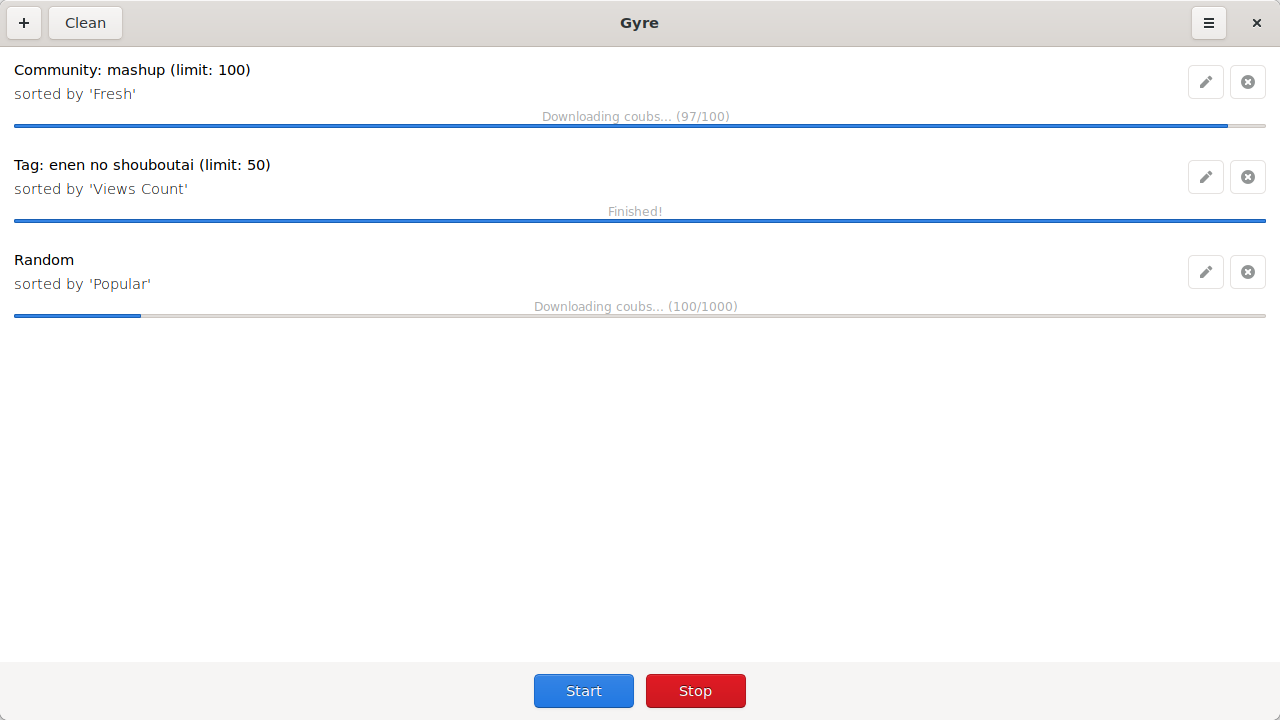 + Clean Gyre
Community: mashup (limit: 100)
sorted by 'Fresh'
Downloading coubs... (97/100)
Tag: enen no shouboutai (limit: 50)
sorted by 'Views Count'
Finished!
Random
sorted by 'Popular'
Downloading coubs... (100/1000)
Start Stop